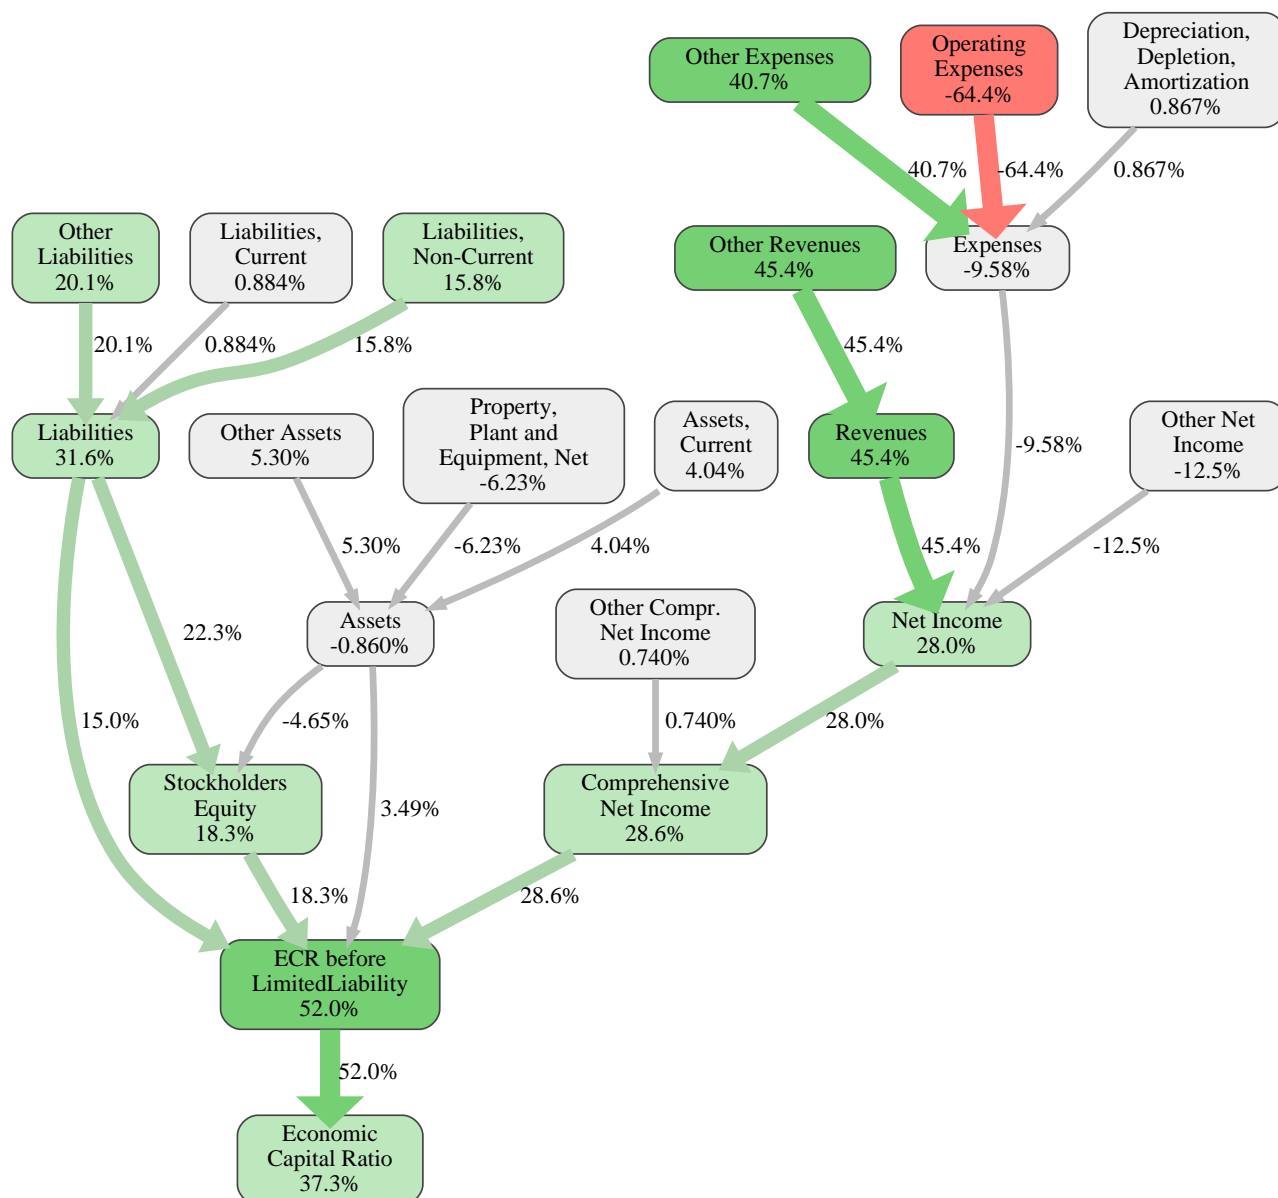 Other Expenses
40.7%
Operating
Expenses
-64.4%
Depreciation,
Depletion,
Amortization
0.867%
40.7%
-64.4%
0.867%
Other
Liabilities
20.1%
Liabilities,
Current
0.884%
Liabilities,
Non-Current
15.8%
Other Revenues
45.4%
Expenses
-9.58%
20.1%
0.884%
15.8%
45.4%
Liabilities
31.6%
Other Assets
5.30%
Property,
Plant and
Equipment, Net
-6.23%
Assets,
Current
4.04%
Revenues
45.4%
-9.58%
Other Net
Income
-12.5%
5.30%
-6.23%
4.04%
45.4%
-12.5%
22.3%
Assets
-0.860%
Other Compr.
Net Income
0.740%
Net Income
28.0%
15.0%
-4.65%
0.740%
28.0%
Stockholders
Equity
18.3%
3.49%
Comprehensive
Net Income
28.6%
18.3%
28.6%
ECR before
LimitedLiability
52.0%
52.0%
Economic
Capital Ratio
37.3%